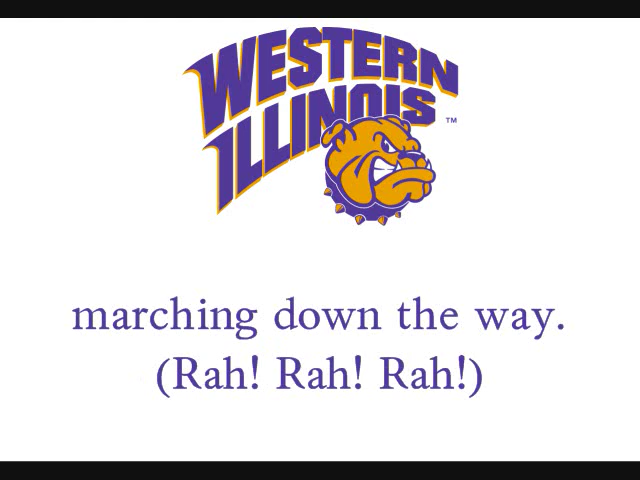 WESTERN
ILLINOIS
™
marching down the way.
(Rah! Rah! Rah!)